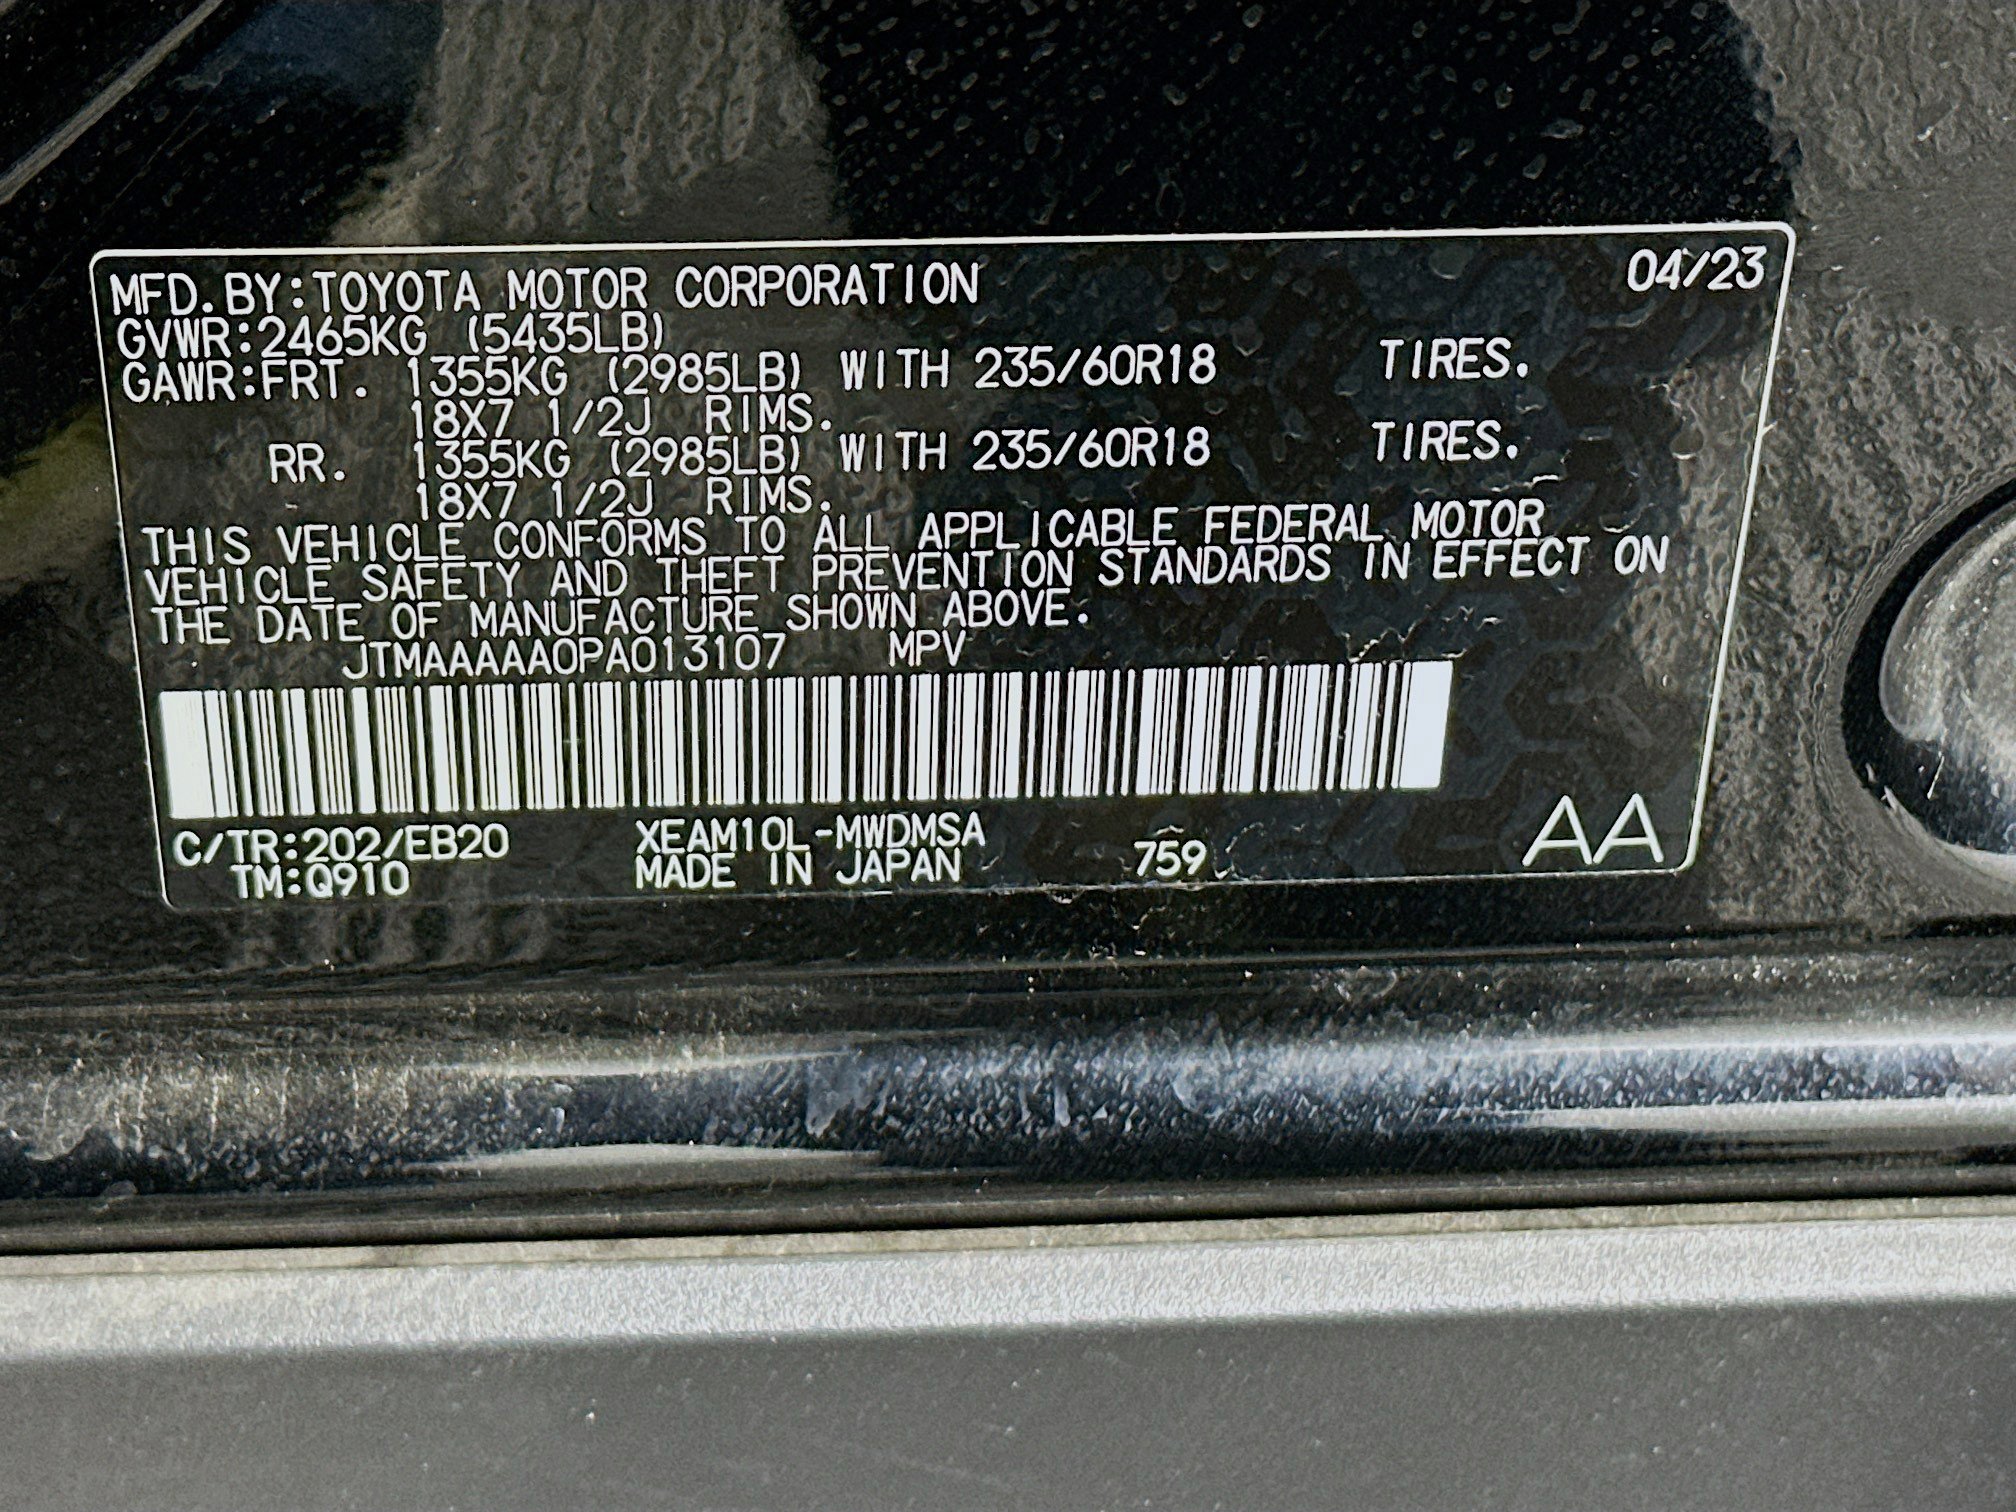 MFD.BY:TOYOTA MOTOR CORPORATION 04/23
GVWR:2465KG (5435LB)
GAWR:FRT. 1355KG (2985LB) WITH 235/60R18 TIRES.
18X7 1/2J RIMS.
RR. 1355KG (2985LB) WITH 235/60R18 TIRES.
18X7 1/2J RIMS.
THIS VEHICLE CONFORMS TO ALL APPLICABLE FEDERAL MOTOR
VEHICLE SAFETY AND THEFT PREVENTION STANDARDS IN EFFECT ON
THE DATE OF MANUFACTURE SHOWN ABOVE.
JTMAAAAA0PA013107 MPV
C/TR:202/EB20 XEAM10L-MWDMSA 759 AA
TM:Q910 MADE IN JAPAN